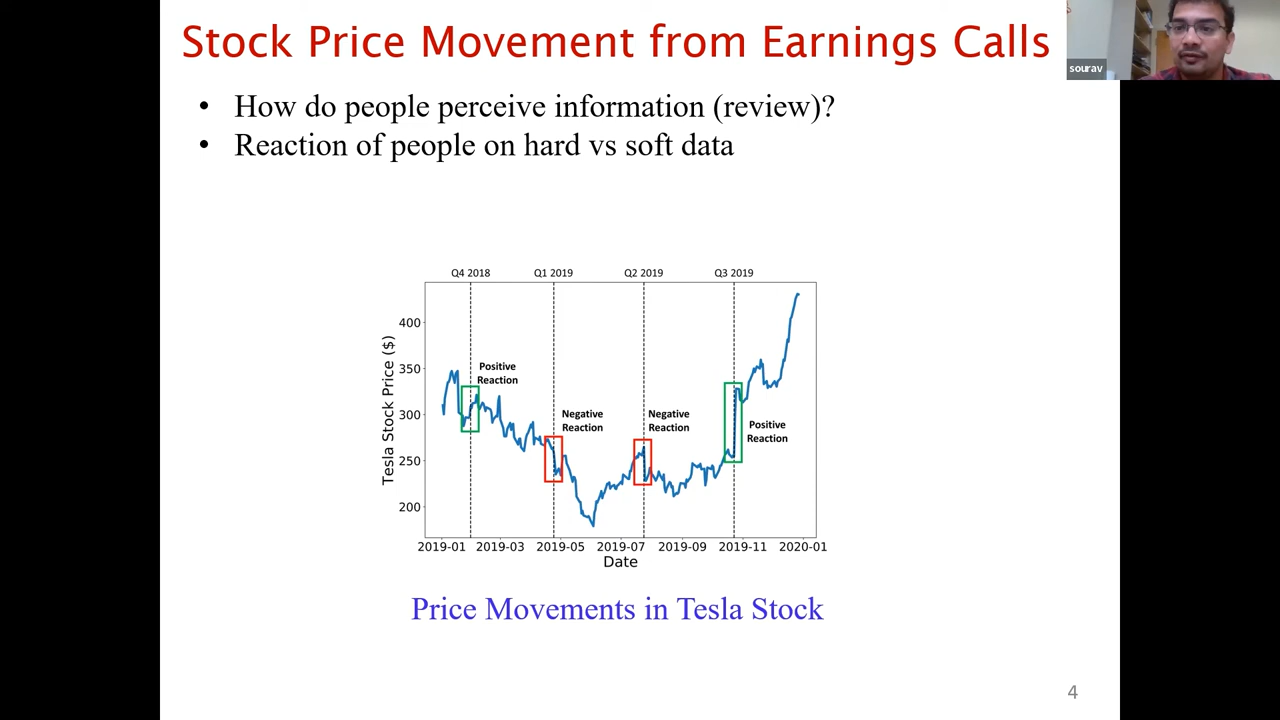 Stock Price Movement from Earnings Calls
sourav
• How do people perceive information (review)?
• Reaction of people on hard vs soft data
Q4 2018 Q1 2019 Q2 2019 Q3 2019
Tesla Stock Price ($)
400
350
300
250
200
Positive
Reaction
Negative
Reaction
Negative
Reaction
Positive
Reaction
2019-01 2019-03 2019-05 2019-07 2019-09 2019-11 2020-01
Date
Price Movements in Tesla Stock
4